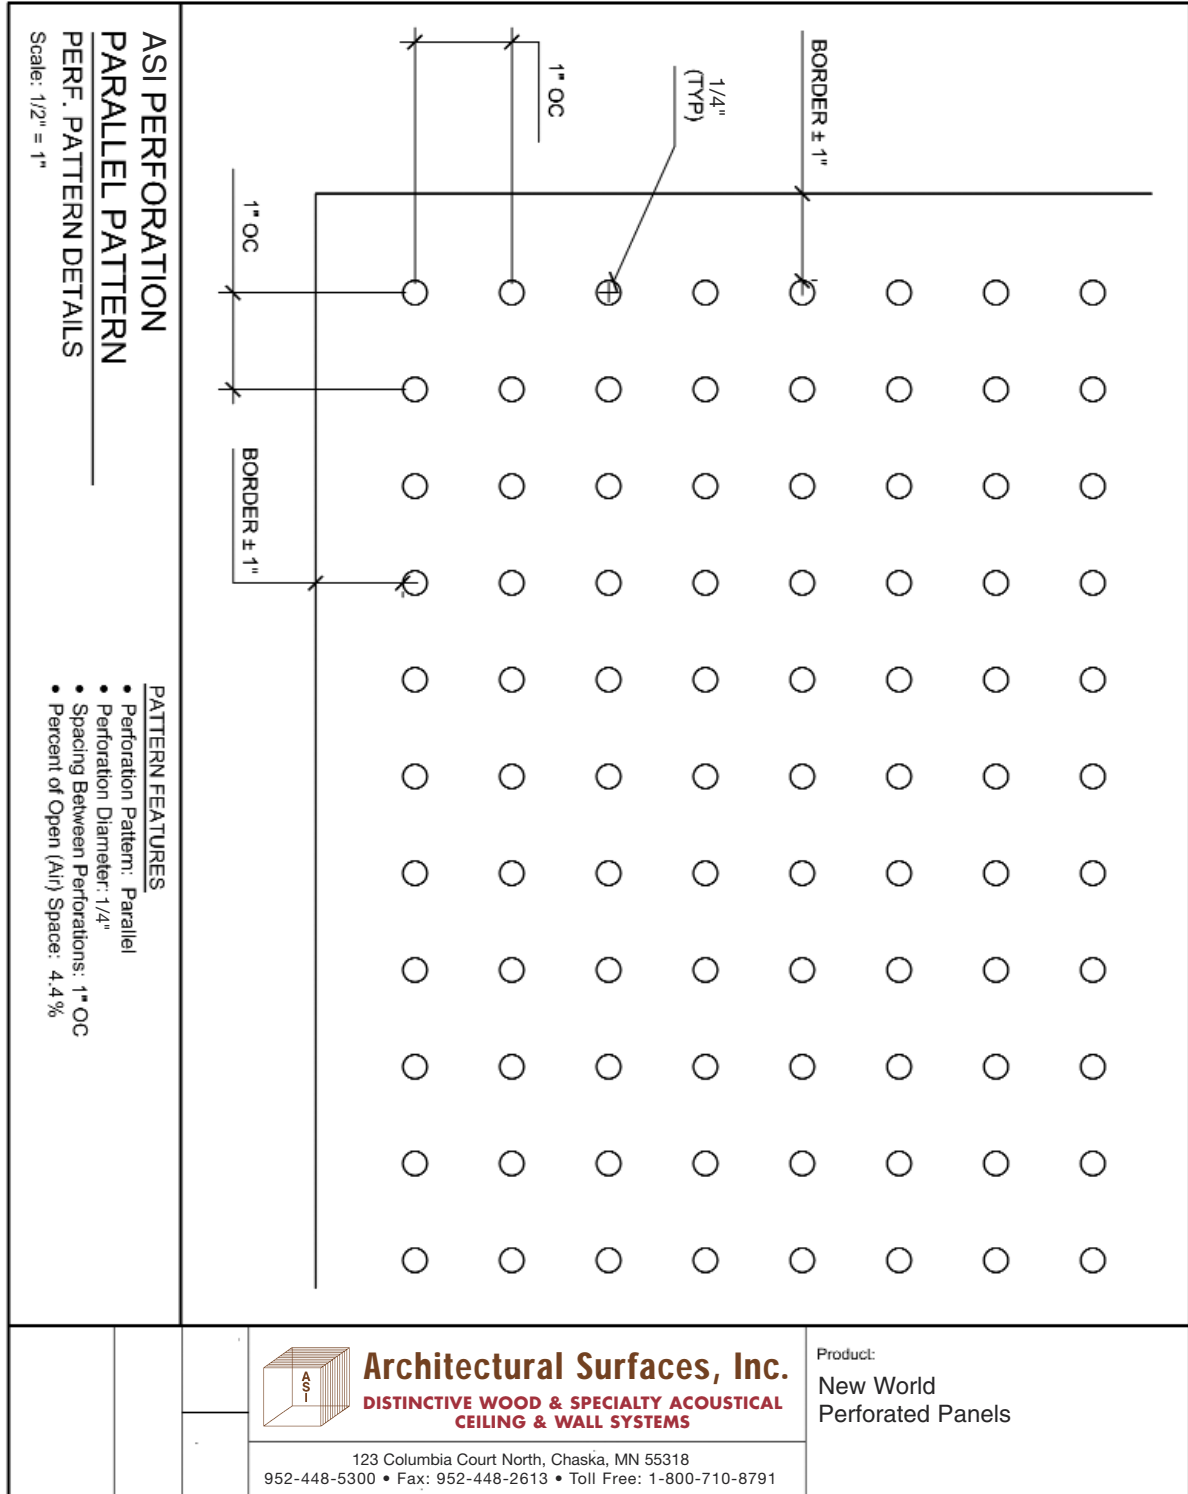 ASI PERFORATION
PARALLEL PATTERN
PERF. PATTERN DETAILS
Scale: 1/2" = 1"
1" OC
1/4"
(TYP)
BORDER ± 1"
1" OC
BORDER ± 1"
PATTERN FEATURES
• Perforation Pattern: Parallel
• Perforation Diameter: 1/4"
• Spacing Between Perforations: 1" OC
• Percent of Open (Air) Space: 4.4%
A
S
I
Architectural Surfaces, Inc.
DISTINCTIVE WOOD & SPECIALTY ACOUSTICAL
CEILING & WALL SYSTEMS
123 Columbia Court North, Chaska, MN 55318
952-448-5300 • Fax: 952-448-2613 • Toll Free: 1-800-710-8791
Product:
New World
Perforated Panels